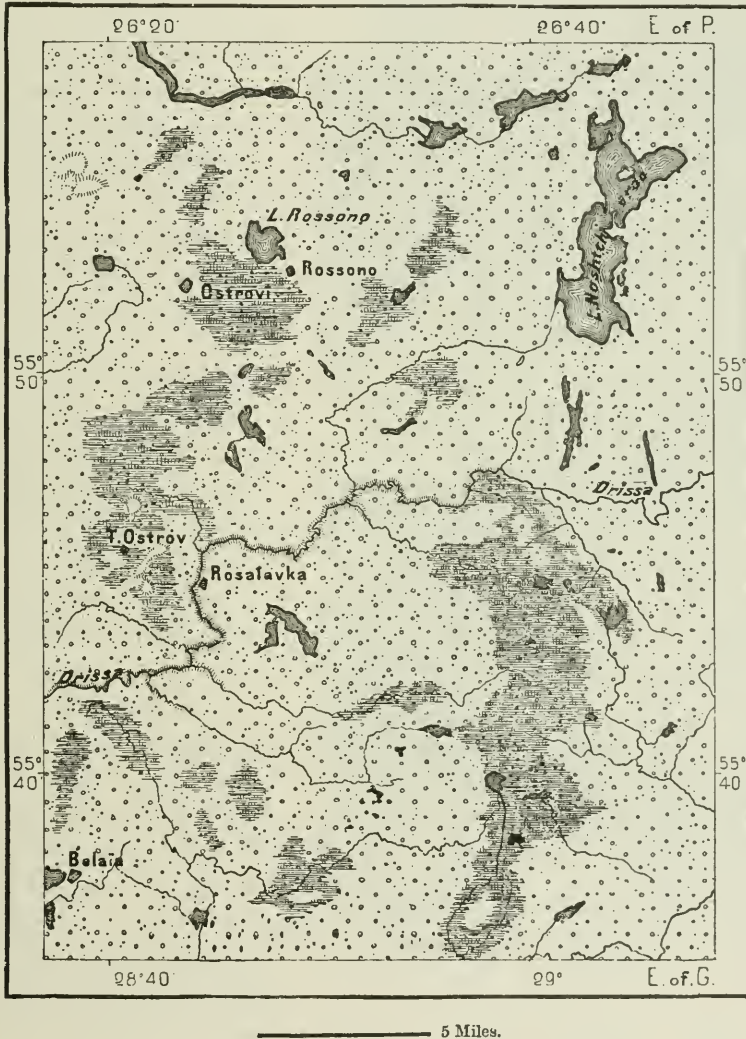 26°20′ 26°40′ E of P.
L. Rossono
Rossono
Ostrovi
L. Noshichi
55°
50
55°
50
Drissa
T. Ostrov
Rosalavka
Drissa
55°
40
55°
40
Belaia
28°40 29° E. of. G.
5 Miles.